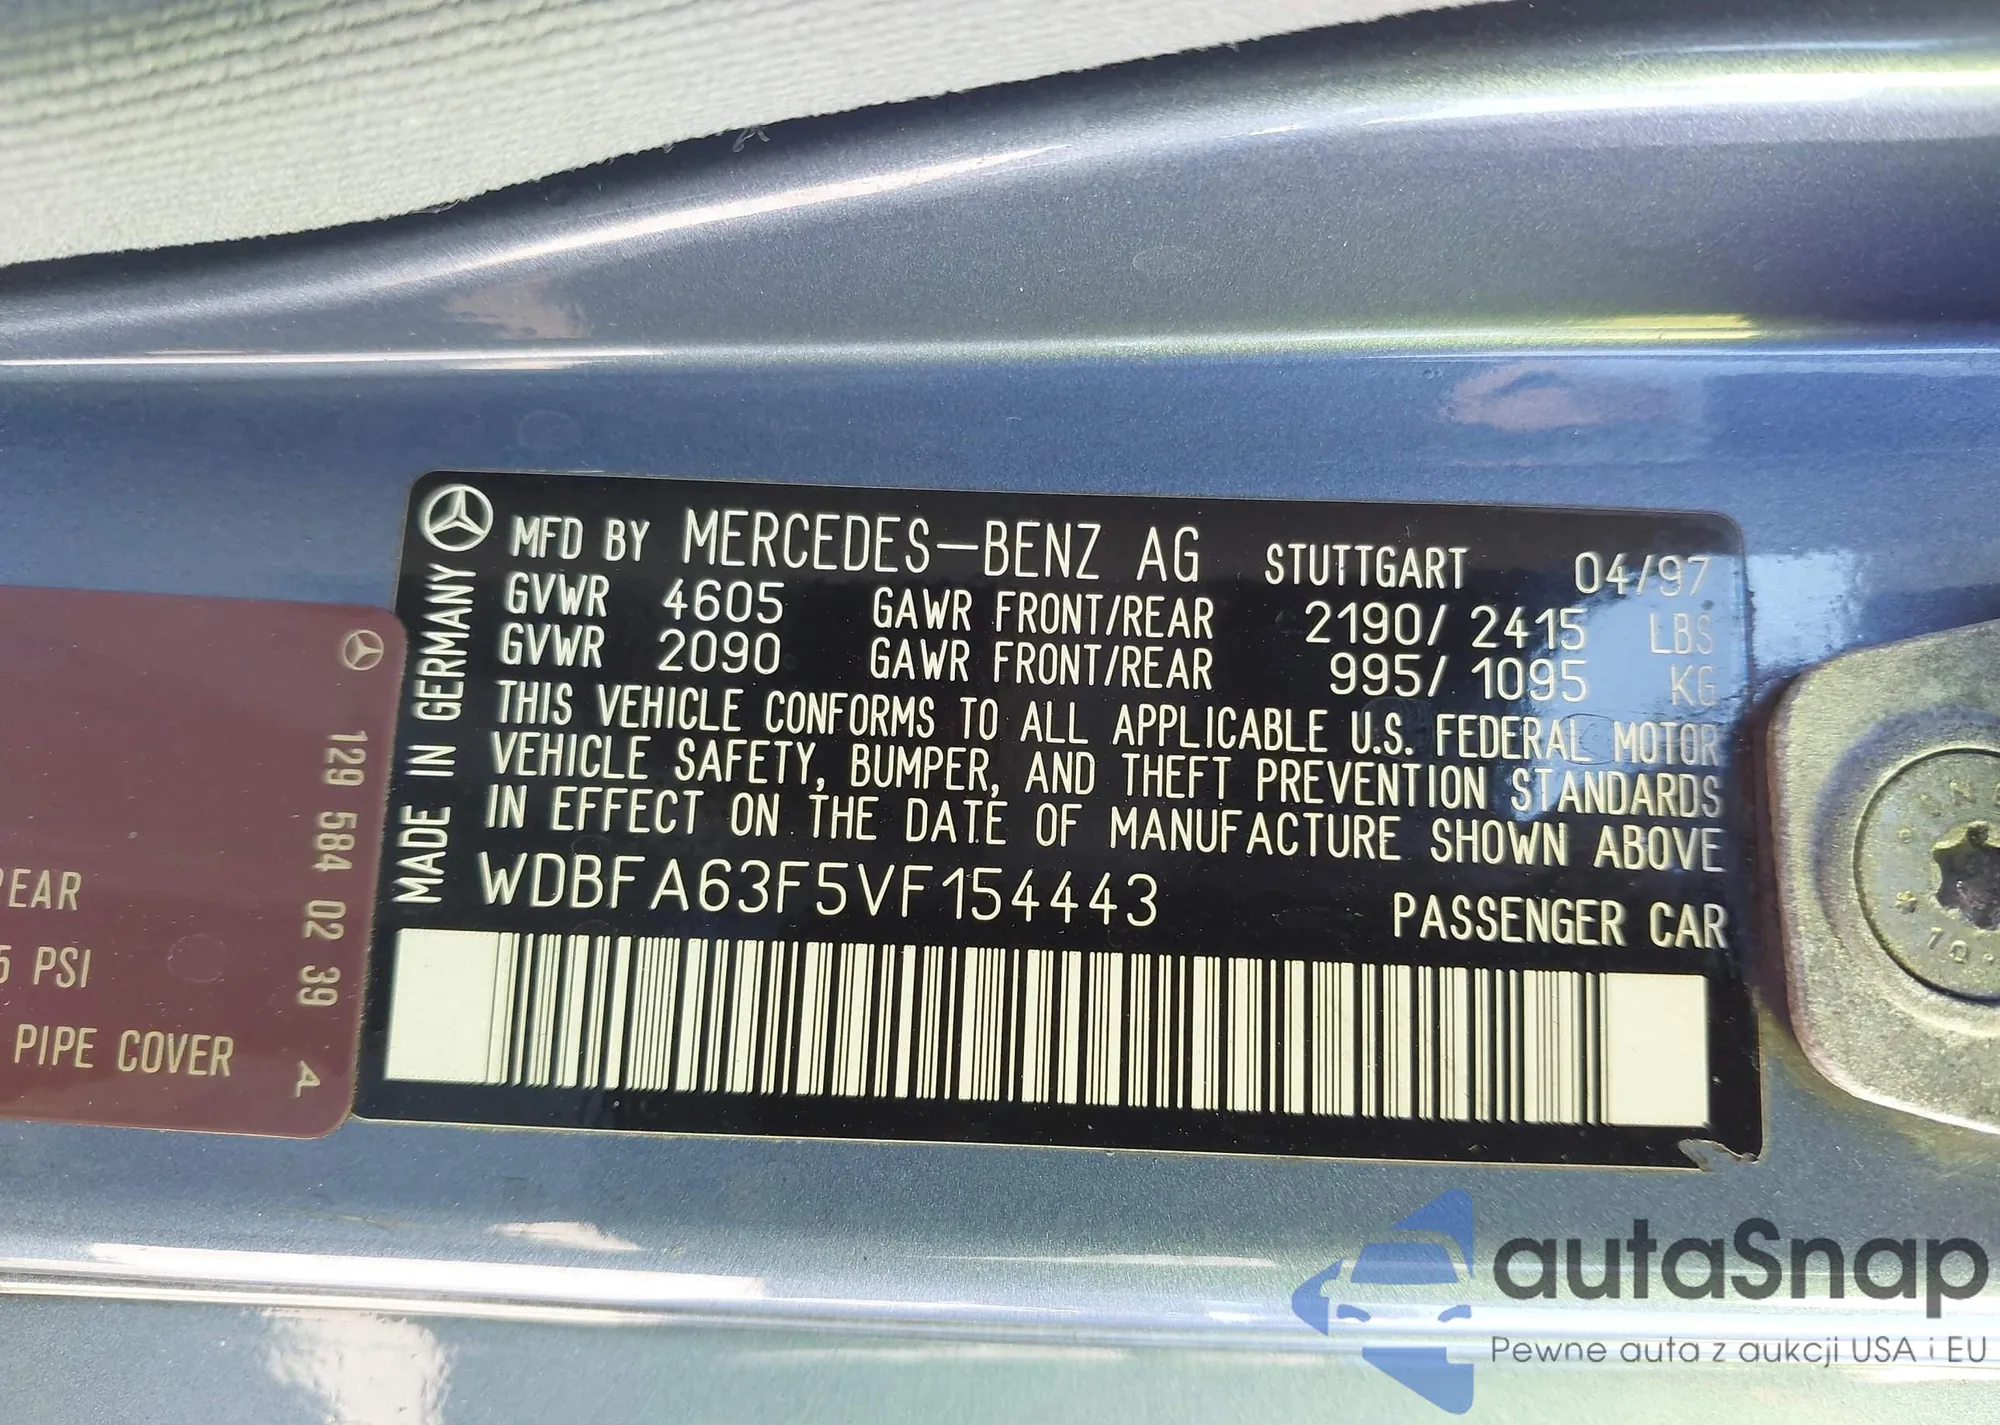 MFD BY MERCEDES-BENZ AG STUTTGART 04/97
GVWR 4605 GAWR FRONT/REAR 2190/ 2415 LBS
GVWR 2090 GAWR FRONT/REAR 995/ 1095 KG
THIS VEHICLE CONFORMS TO ALL APPLICABLE U.S. FEDERAL MOTOR
VEHICLE SAFETY, BUMPER, AND THEFT PREVENTION STANDARDS
IN EFFECT ON THE DATE OF MANUFACTURE SHOWN ABOVE
WDBFA63F5VF154443
PASSENGER CAR
MADE IN GERMANY
129 584 02 39 A
PSI
PIPE COVER
autaSnap
Pewne auta z aukcji USA i EU